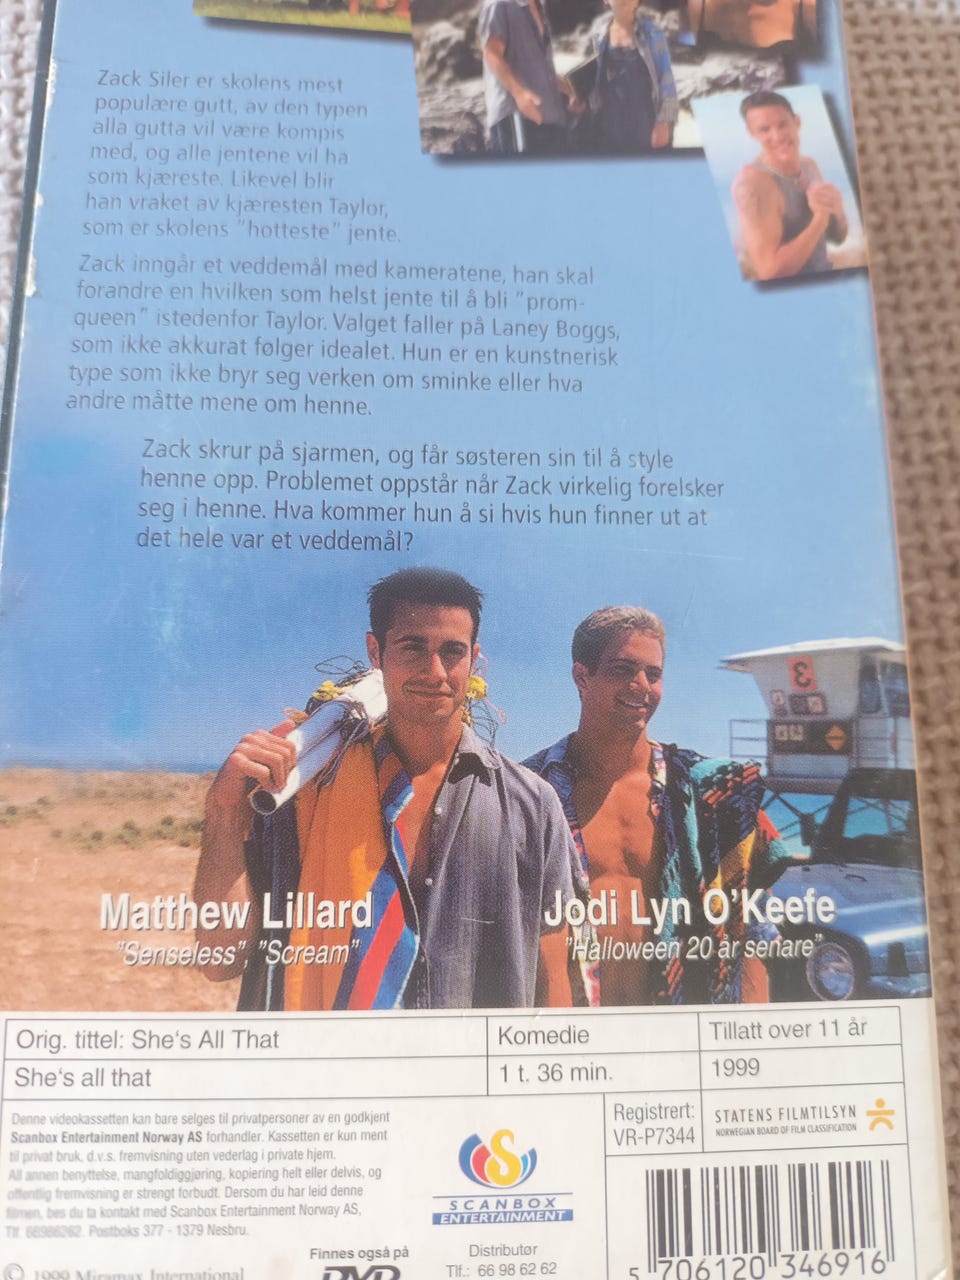 Zack Siler er skolens mest
populære gutt, av den typen
alla gutta vil være kompis
med, og alle jentene vil ha
som kjæreste. Likevel blir
han vraket av kjæresten Taylor,
som er skolens "hotteste" jente.
Zack inngår et veddemål med kameratene, han skal
forandre en hvilken som helst jente til å bli "prom-
queen" istedenfor Taylor. Valget faller på Laney Boggs,
som ikke akkurat følger idealet. Hun er en kunstnerisk
type som ikke bryr seg verken om sminke eller hva
andre måtte mene om henne.
Zack skrur på sjarmen, og får søsteren sin til å style
henne opp. Problemet oppstår når Zack virkelig forelsker
seg i henne. Hva kommer hun å si hvis hun finner ut at
det hele var et veddemål?
3
Matthew Lillard
"Senseless", "Scream"
Jodi Lyn O'Keefe
"Halloween 20 år senare"
Orig. tittel: She's All That
Komedie
Tillatt over 11 år
She's all that
1 t. 36 min.
1999
Denne videokassetten kan bare selges til privatpersoner av en godkjent
Scanbox Entertainment Norway AS forhandler. Kassetten er kun ment
til privat bruk, d.v.s. fremvisning uten vederlag i private hjem.
All annen benyttelse, mangfoldiggjøring, kopiering helt eller delvis, og
offentlig fremvisning er strengt forbudt. Dersom du har leid denne
filmen, bes du ta kontakt med Scanbox Entertainment Norway AS,
Tlf. 66986262. Postboks 377 - 1379 Nesbru.
SCANBOX
ENTERTAINMENT
Registrert:
VR-P7344
STATENS FILMTILSYN
NORWEGIAN BOARD OF FILM CLASSIFICATION
Finnes også på
DVD
Distributør
Tlf.: 66 98 62 62
5 706120 346916
© 1999 Miramax International